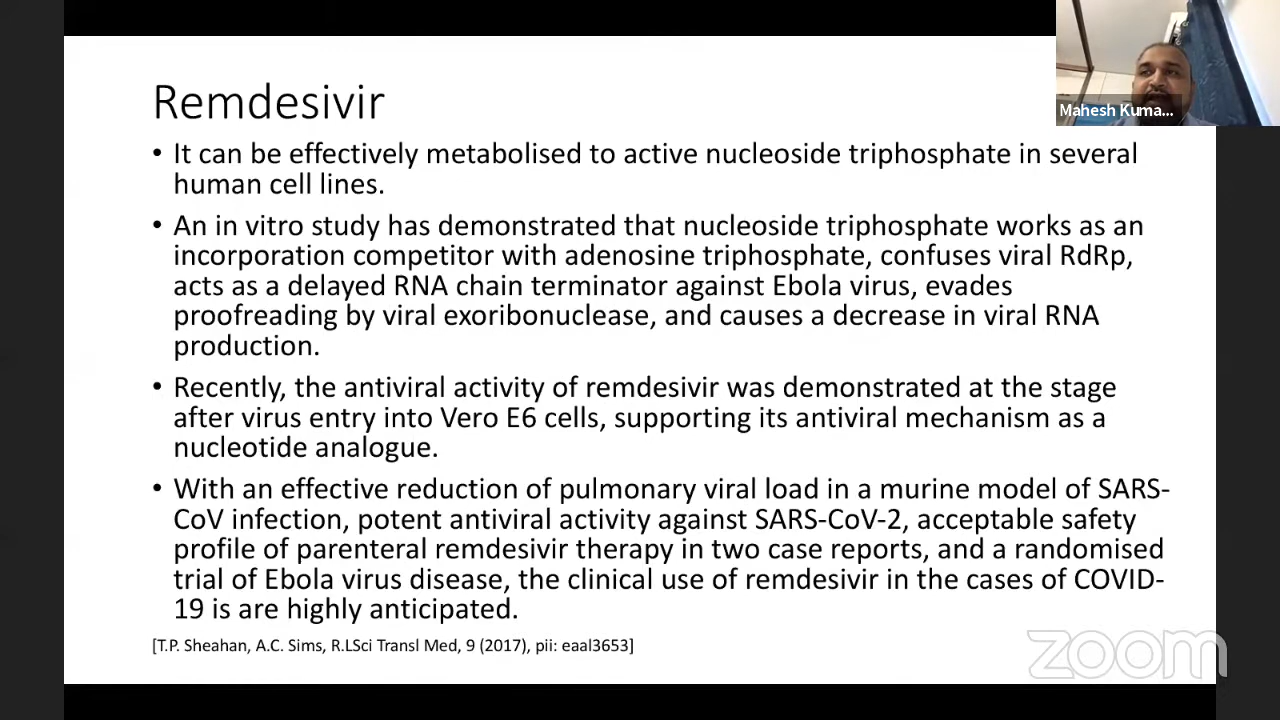 Remdesivir
• It can be effectively metabolised to active nucleoside triphosphate in several
human cell lines.
• An in vitro study has demonstrated that nucleoside triphosphate works as an
incorporation competitor with adenosine triphosphate, confuses viral RdRp,
acts as a delayed RNA chain terminator against Ebola virus, evades
proofreading by viral exoribonuclease, and causes a decrease in viral RNA
production.
• Recently, the antiviral activity of remdesivir was demonstrated at the stage
after virus entry into Vero E6 cells, supporting its antiviral mechanism as a
nucleotide analogue.
• With an effective reduction of pulmonary viral load in a murine model of SARS-
CoV infection, potent antiviral activity against SARS-CoV-2, acceptable safety
profile of parenteral remdesivir therapy in two case reports, and a randomised
trial of Ebola virus disease, the clinical use of remdesivir in the cases of COVID-
19 is are highly anticipated.
[T.P. Sheahan, A.C. Sims, R.LSci Transl Med, 9 (2017), pii: eaal3653]
Mahesh Kuma...
zoom